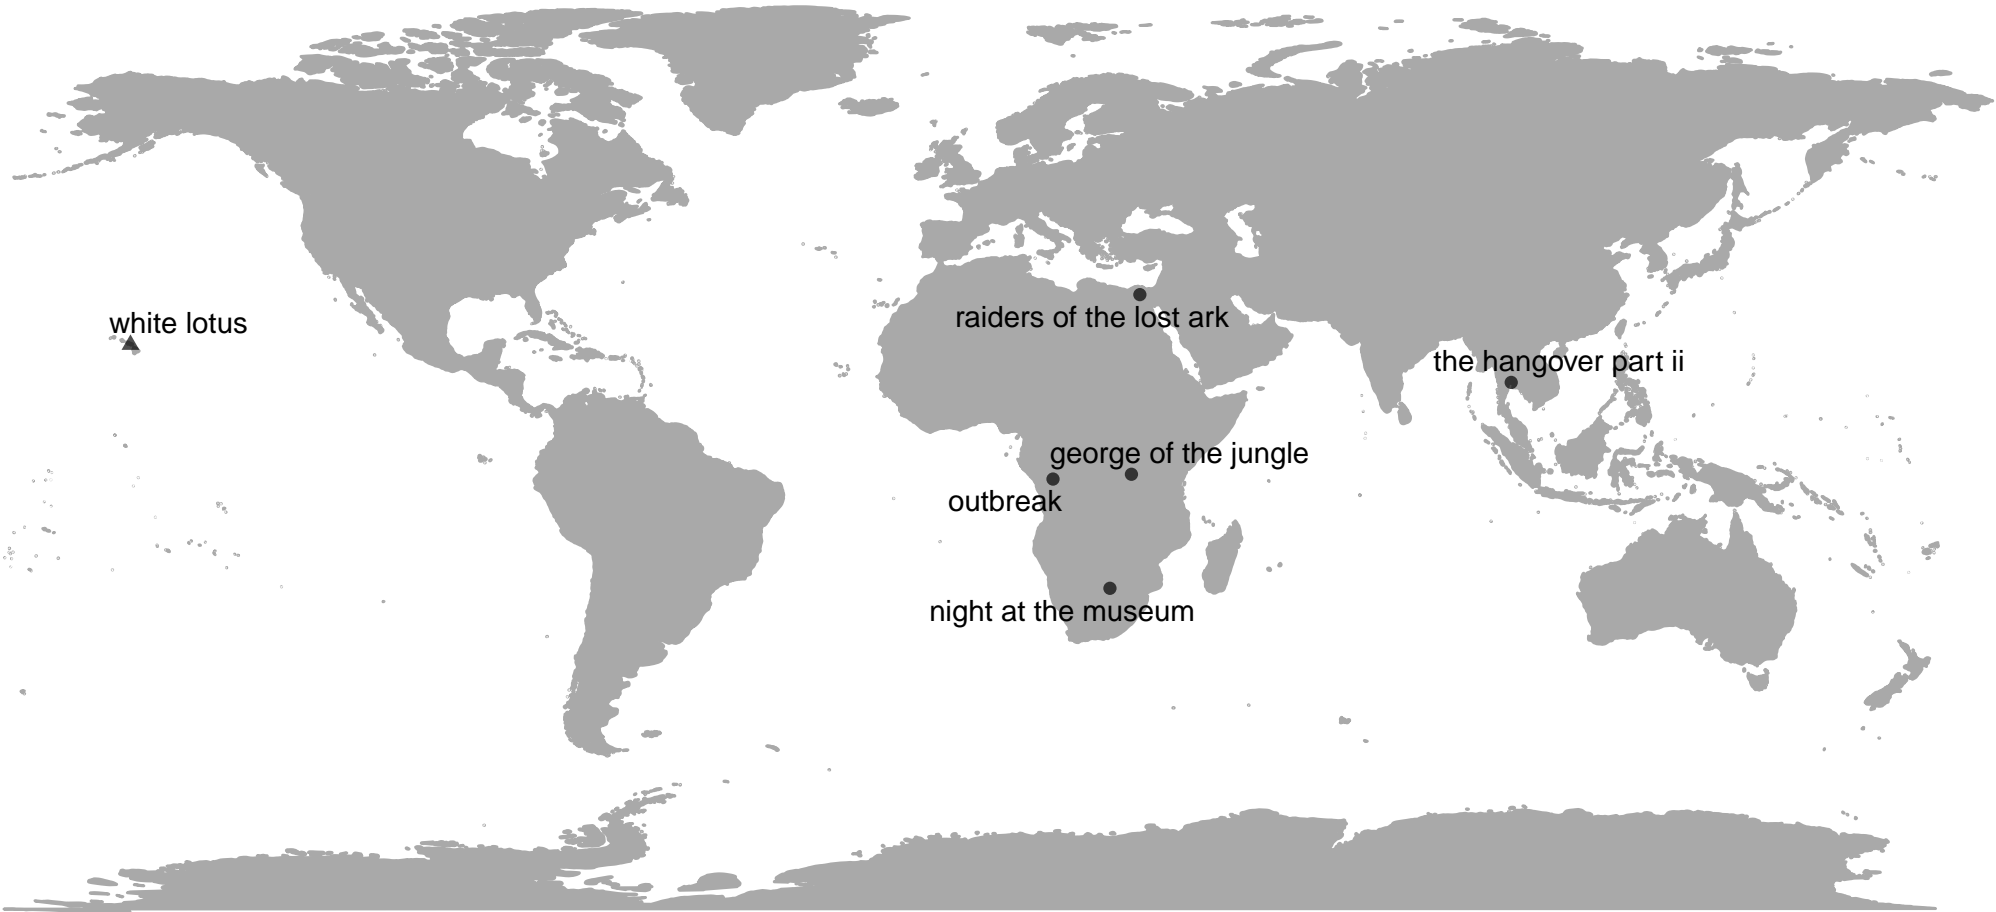 white lotus
raiders of the lost ark
the hangover part ii
george of the jungle
outbreak
night at the museum